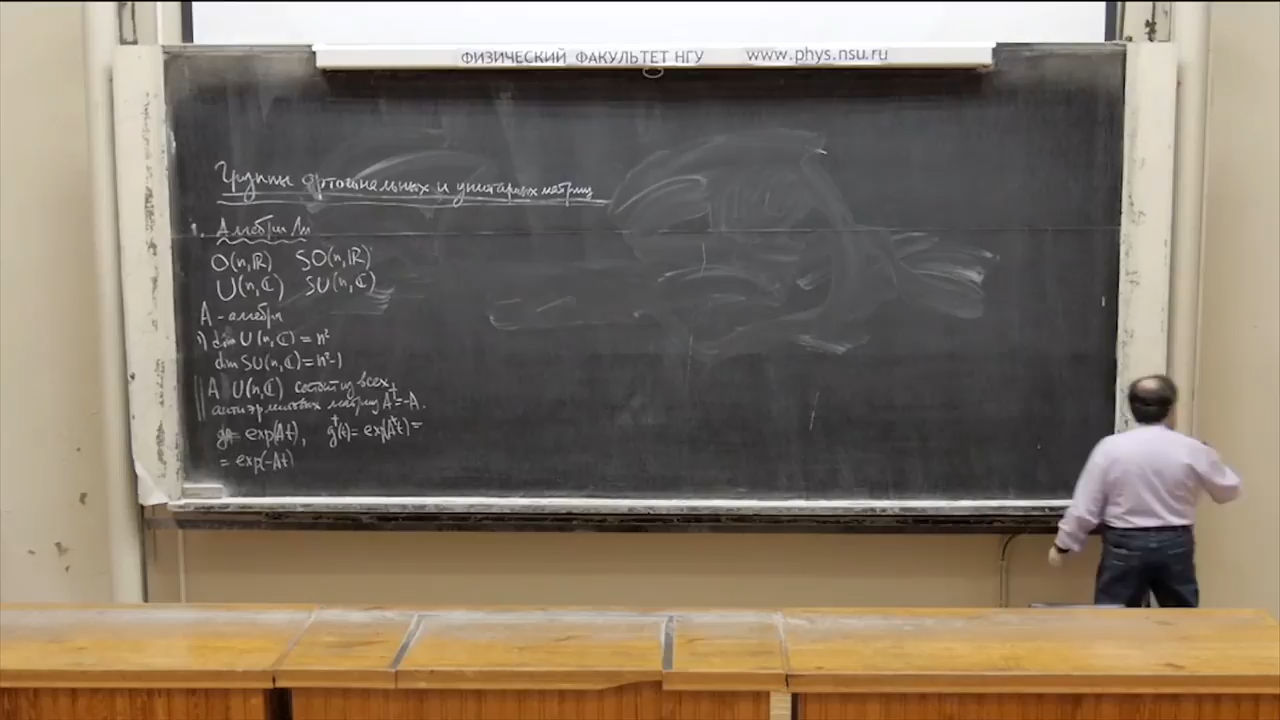 ФИЗИЧЕСКИЙ ФАКУЛЬТЕТ НГУ www.phys.nsu.ru
Группы ортогональных и унитарных матриц
1. Алгебры Ли
O(n,ℝ) SO(n,ℝ)
U(n,ℂ) SU(n,ℂ)
A - алгебра
1) dim U(n,ℂ) = n²
dim SU(n,ℂ) = n²-1
A U(n,ℂ) состоит из всех
антиэрмитовых матриц A⁺=-A.
= exp(At), g⁺(t) = exp(A⁺t) =
= exp(-At)